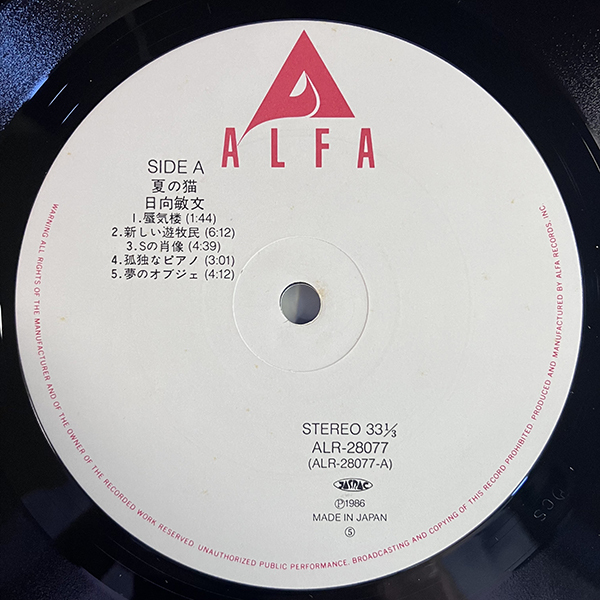 ALFA
SIDE A
夏の猫
日向敏文
1.蜃気楼 (1:44)
2.新しい遊牧民 (6:12)
3.Sの肖像 (4:39)
4.孤独なピアノ (3:01)
5.夢のオブジェ (4:12)
STEREO 33⅓
ALR-28077
(ALR-28077-A)
JASRAC
Ⓟ1986
MADE IN JAPAN
⑤
WARNING: ALL RIGHTS OF THE MANUFACTURER AND OF THE OWNER OF THE RECORDED WORK RESERVED. UNAUTHORIZED PUBLIC PERFORMANCE, BROADCASTING AND COPYING OF THIS RECORD PROHIBITED. PRODUCED AND MANUFACTURED BY ALFA RECORDS, INC.